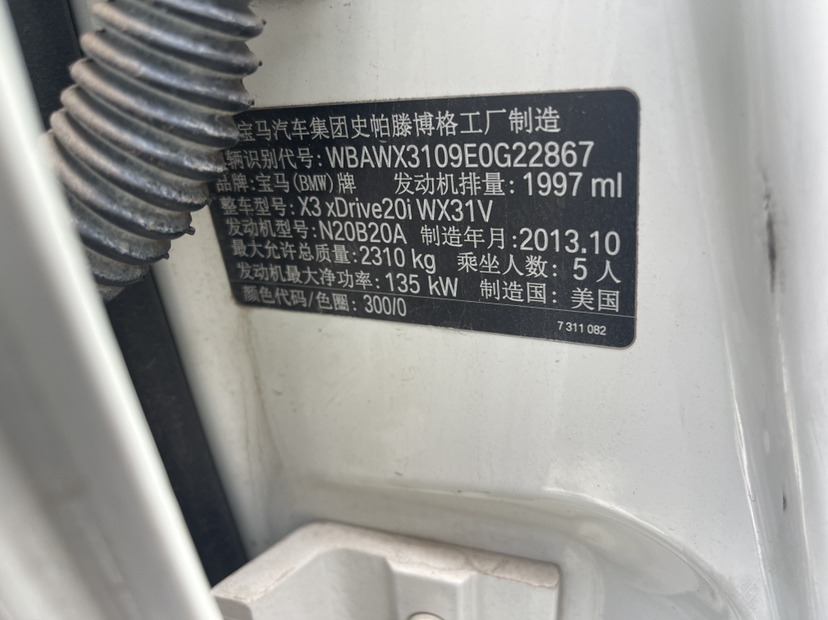 宝马汽车集团史帕滕博格工厂制造
车辆识别代号: WBAWX3109E0G22867
品牌: 宝马(BMW)牌 发动机排量: 1997 ml
整车型号: X3 xDrive20i WX31V
发动机型号: N20B20A 制造年月: 2013.10
最大允许总质量: 2310 kg 乘坐人数: 5 人
发动机最大净功率: 135 kW 制造国: 美国
颜色代码/色圈: 300/0
7 311 082